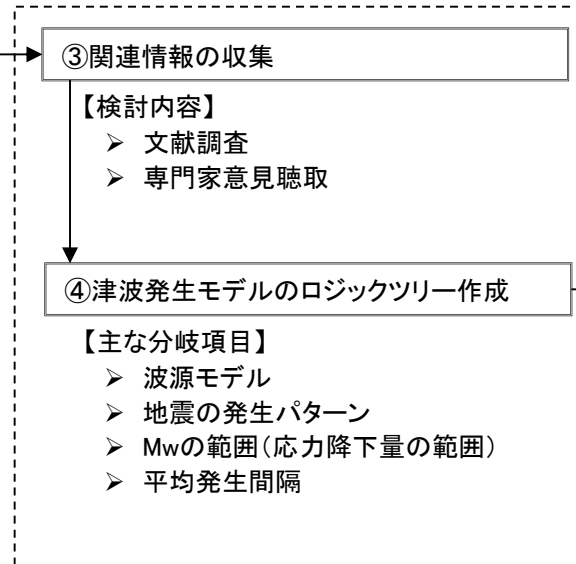 ③関連情報の収集
【検討内容】
➢ 文献調査
➢ 専門家意見聴取
④津波発生モデルのロジックツリー作成
【主な分岐項目】
➢ 波源モデル
➢ 地震の発生パターン
➢ Mwの範囲(応力降下量の範囲)
➢ 平均発生間隔